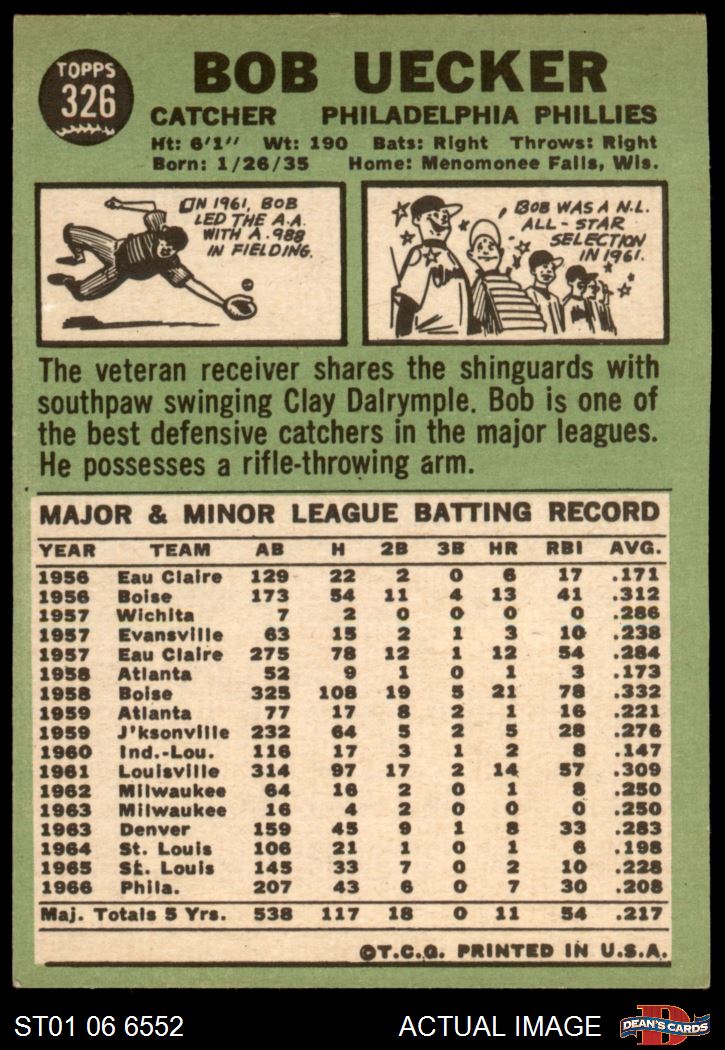 TOPPS
326
BOB UECKER
CATCHER PHILADELPHIA PHILLIES
Ht: 6'1" Wt: 190 Bats: Right Throws: Right
Born: 1/26/35 Home: Menomonee Falls, Wis.
IN 1961, BOB
LED THE A.A.
WITH A .988
IN FIELDING.
BOB WAS A N.L.
ALL-STAR
SELECTION
IN 1961.
The veteran receiver shares the shinguards with
southpaw swinging Clay Dalrymple. Bob is one of
the best defensive catchers in the major leagues.
He possesses a rifle-throwing arm.
MAJOR & MINOR LEAGUE BATTING RECORD
YEAR TEAM AB H 2B 3B HR RBI AVG.
1956 Eau Claire 129 22 2 0 6 17 .171
1956 Boise 173 54 11 4 13 41 .312
1957 Wichita 7 2 0 0 0 0 .286
1957 Evansville 63 15 2 1 3 10 .238
1957 Eau Claire 275 78 12 1 12 54 .284
1958 Atlanta 52 9 1 0 1 3 .173
1958 Boise 325 108 19 5 21 78 .332
1959 Atlanta 77 17 8 2 1 16 .221
1959 J'ksonville 232 64 5 2 5 28 .276
1960 Ind.-Lou. 116 17 3 1 2 8 .147
1961 Louisville 314 97 17 2 14 57 .309
1962 Milwaukee 64 16 2 0 1 8 .250
1963 Milwaukee 16 4 2 0 0 0 .250
1963 Denver 159 45 9 1 8 33 .283
1964 St. Louis 106 21 1 0 1 6 .198
1965 St. Louis 145 33 7 0 2 10 .228
1966 Phila. 207 43 6 0 7 30 .208
Maj. Totals 5 Yrs. 538 117 18 0 11 54 .217
©T.C.G. PRINTED IN U.S.A.
ST01 06 6552 ACTUAL IMAGE DEAN'S CARDS